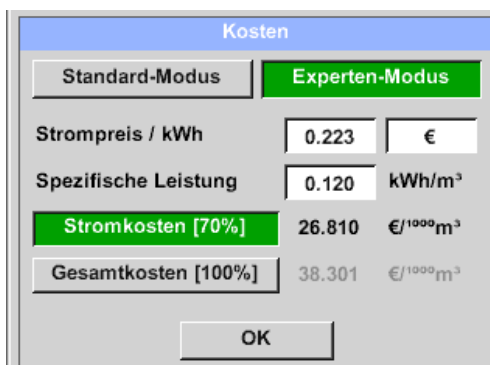 Kosten
Standard-Modus Experten-Modus
Strompreis / kWh 0.223 €
Spezifische Leistung 0.120 kWh/m³
Stromkosten [70%] 26.810 €/¹⁰⁰⁰m³
Gesamtkosten [100%] 38.301 €/¹⁰⁰⁰m³
OK